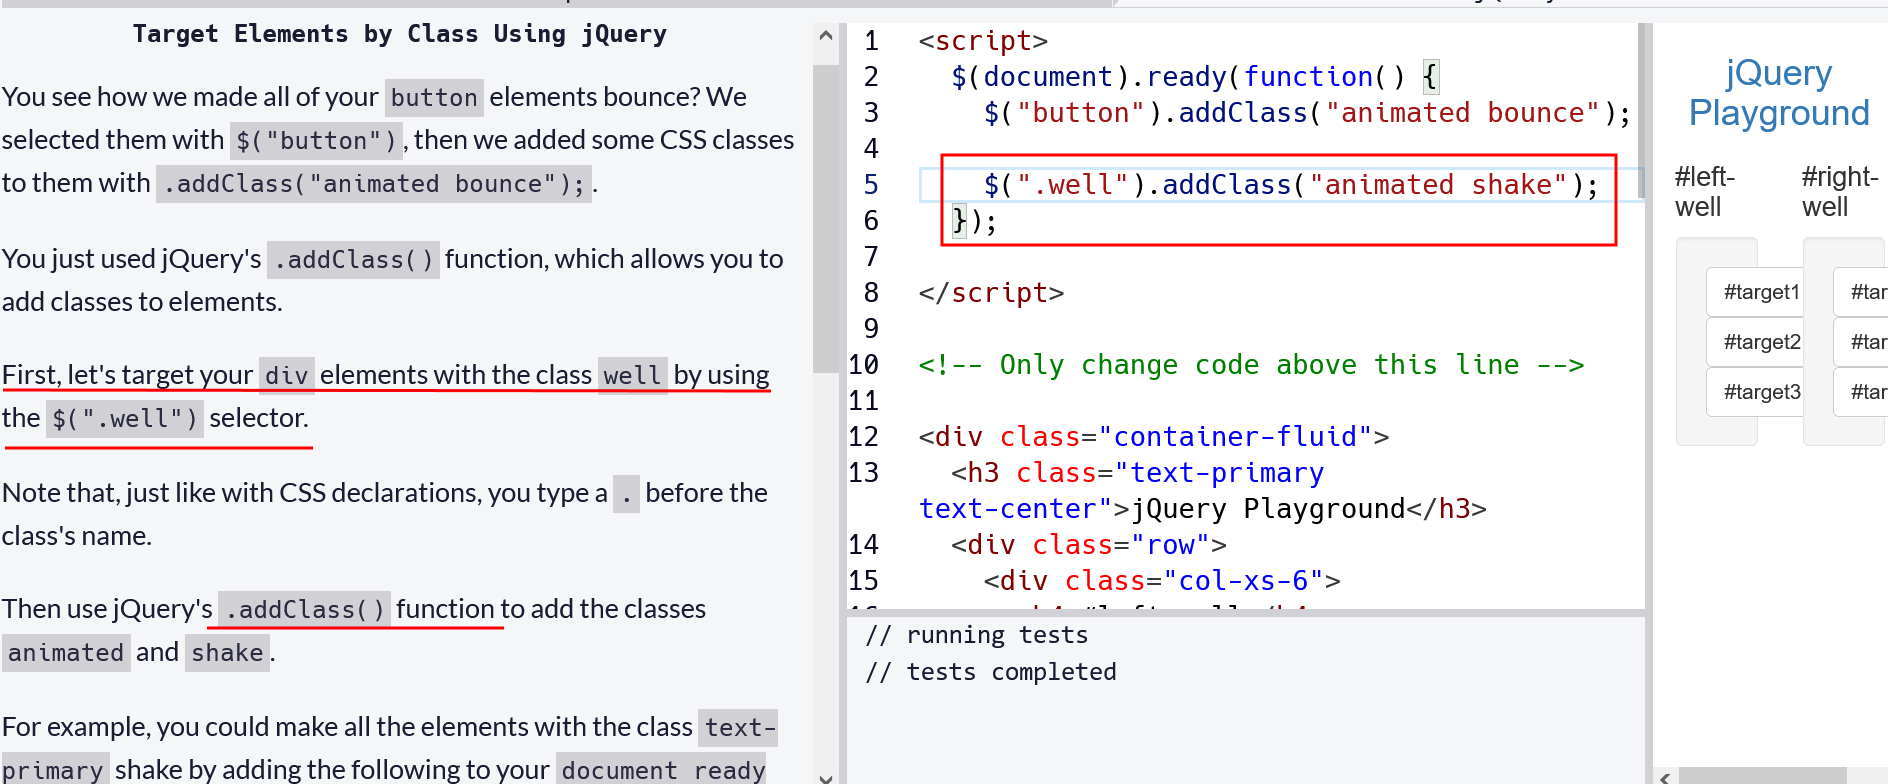 Target Elements by Class Using jQuery
You see how we made all of your button elements bounce? We
selected them with $("button"), then we added some CSS classes
to them with .addClass("animated bounce");.
You just used jQuery's .addClass() function, which allows you to
add classes to elements.
First, let's target your div elements with the class well by using
the $(".well") selector.
Note that, just like with CSS declarations, you type a . before the
class's name.
Then use jQuery's .addClass() function to add the classes
animated and shake.
For example, you could make all the elements with the class text-
primary shake by adding the following to your document ready
1 <script>
2 $(document).ready(function() {
3 $("button").addClass("animated bounce");
4
5 $(".well").addClass("animated shake");
6 });
7
8 </script>
9
10 <!-- Only change code above this line -->
11
12 <div class="container-fluid">
13 <h3 class="text-primary
text-center">jQuery Playground</h3>
14 <div class="row">
15 <div class="col-xs-6">
// running tests
// tests completed
jQuery
Playground
#left-
well
#target1
#target2
#target3
#right-
well
#tar
#tar
#tar